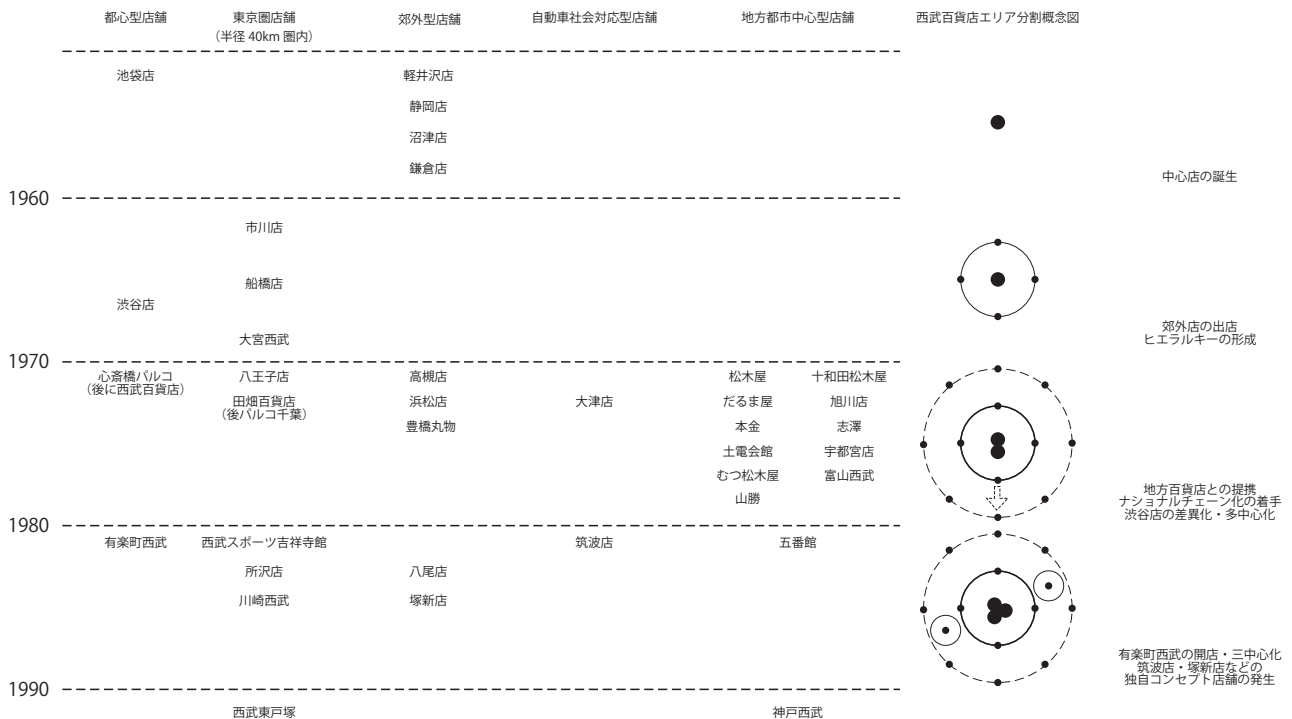 都心型店舗
東京圏店舗
（半径 40km 圏内）
郊外型店舗
自動車社会対応型店舗
地方都市中心型店舗
西武百貨店エリア分割概念図
池袋店
軽井沢店
静岡店
沼津店
鎌倉店
中心店の誕生
1960
市川店
船橋店
渋谷店
大宮西武
郊外店の出店
ヒエラルキーの形成
1970
心斎橋パルコ
（後に西武百貨店）
八王子店
田畑百貨店
（後パルコ千葉）
高槻店
浜松店
豊橋丸物
大津店
松木屋
だるま屋
本金
土電会館
むつ松木屋
山勝
十和田松木屋
旭川店
志澤
宇都宮店
富山西武
地方百貨店との提携
ナショナルチェーン化の着手
渋谷店の差異化・多中心化
1980
有楽町西武
西武スポーツ吉祥寺館
所沢店
川崎西武
八尾店
塚新店
筑波店
五番館
有楽町西武の開店・三中心化
筑波店・塚新店などの
独自コンセプト店舗の発生
1990
西武東戸塚
神戸西武